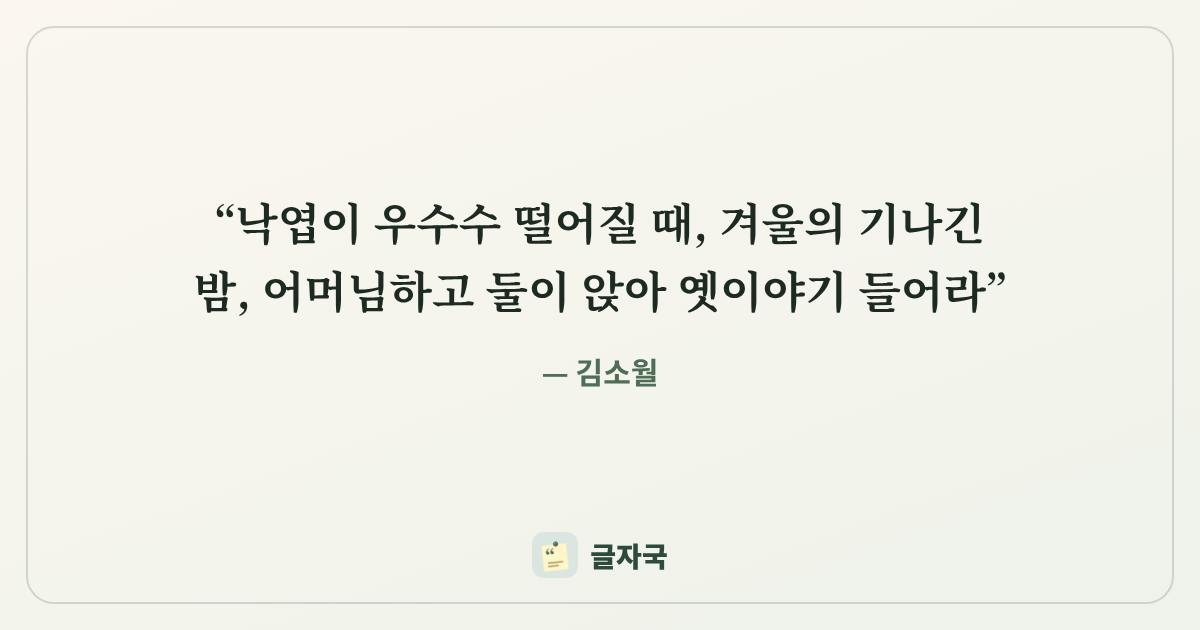 “낙엽이 우수수 떨어질 때, 겨울의 기나긴
밤, 어머님하고 둘이 앉아 옛이야기 들어라”
— 김소월
글자국